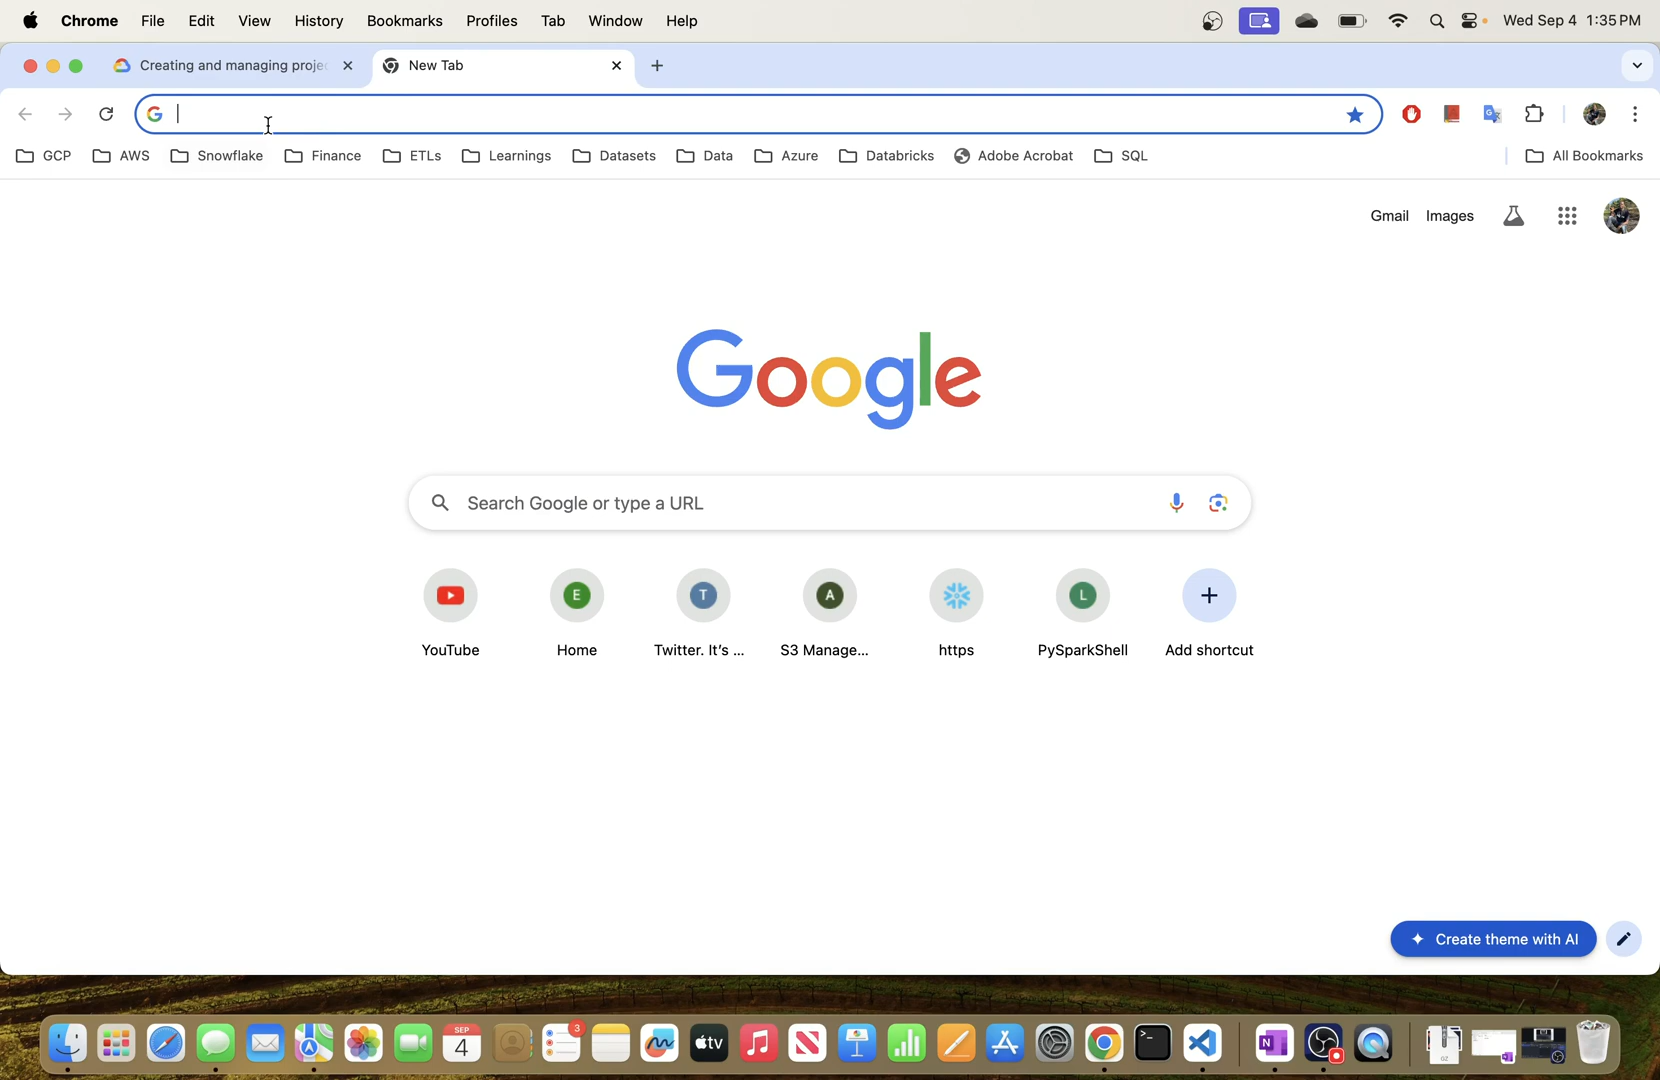 Chrome File Edit View History Bookmarks Profiles Tab Window Help Wed Sep 4 1:35 PM
Creating and managing proje New Tab
GCP AWS Snowflake Finance ETLs Learnings Datasets Data Azure Databricks Adobe Acrobat SQL All Bookmarks
Gmail Images
Google
Search Google or type a URL
E T A L
YouTube Home Twitter. It's ... S3 Manage... https PySparkShell Add shortcut
Create theme with AI
SEP
4
3
tv